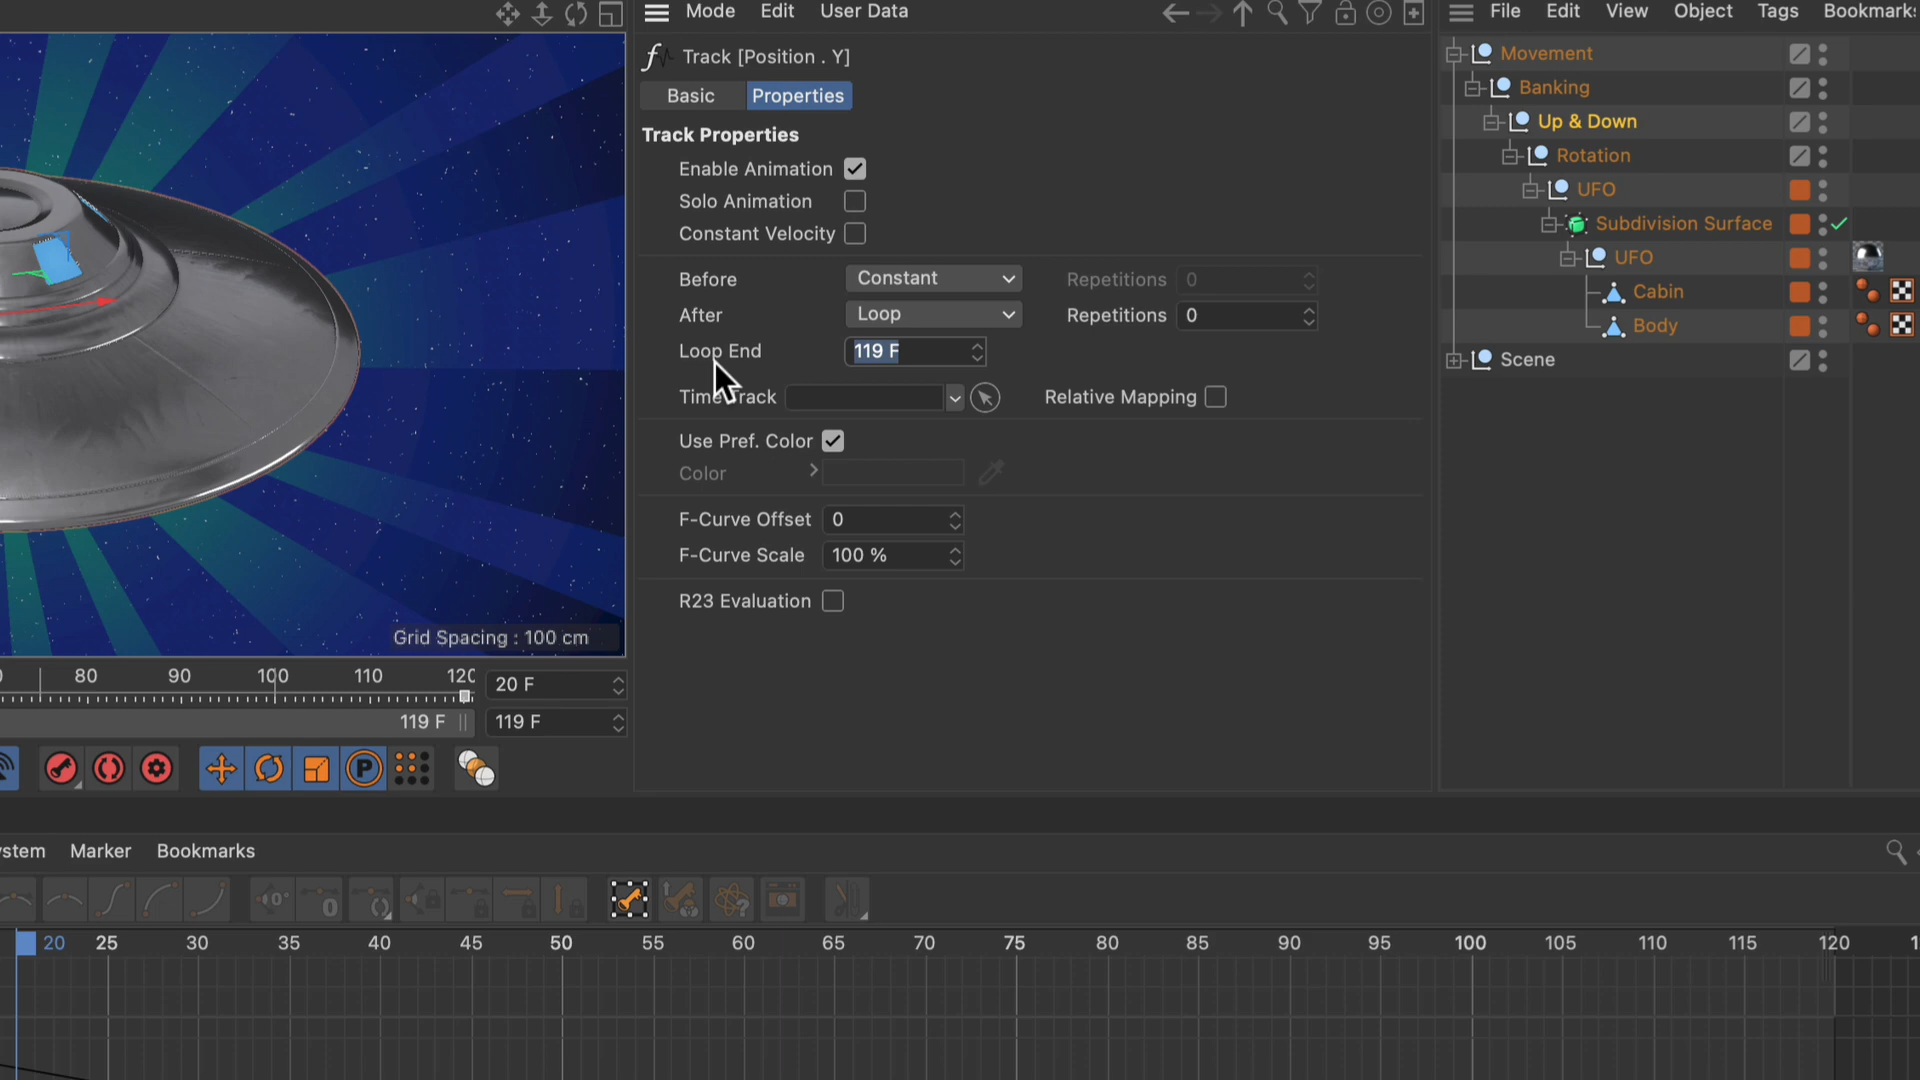 Mode Edit User Data
File Edit View Object Tags Bookmark
Track [Position . Y]
Basic Properties
Track Properties
Enable Animation
Solo Animation
Constant Velocity
Before Constant Repetitions 0
After Loop Repetitions 0
Loop End 119 F
Track Relative Mapping
Use Pref. Color
Color
F-Curve Offset 0
F-Curve Scale 100 %
R23 Evaluation
Movement
Banking
Up & Down
Rotation
UFO
Subdivision Surface
UFO
Cabin
Body
Scene
Grid Spacing : 100 cm
80 90 100 110 120 20 F
119 F 119 F
P
ystem Marker Bookmarks
0 0
20 25 30 35 40 45 50 55 60 65 70 75 80 85 90 95 100 105 110 115 120